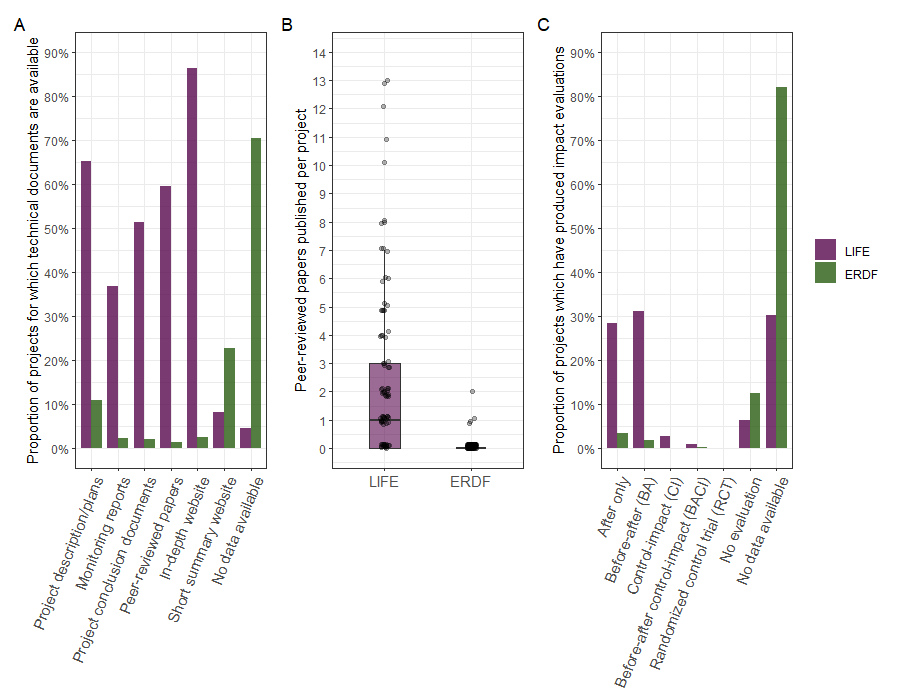 A
Proportion of projects for which technical documents are available
90%
80%
70%
60%
50%
40%
30%
20%
10%
0%
Project description/plans
Monitoring reports
Project conclusion documents
Peer-reviewed papers
In-depth website
Short summary website
No data available
B
Peer-reviewed papers published per project
14
13
12
11
10
9
8
7
6
5
4
3
2
1
0
LIFE
ERDF
C
Proportion of projects which have produced impact evaluations
90%
80%
70%
60%
50%
40%
30%
20%
10%
0%
After only
Before-after (BA)
Control-impact (CI)
Before-after control-impact (BACI)
Randomized control trial (RCT)
No evaluation
No data available
LIFE
ERDF